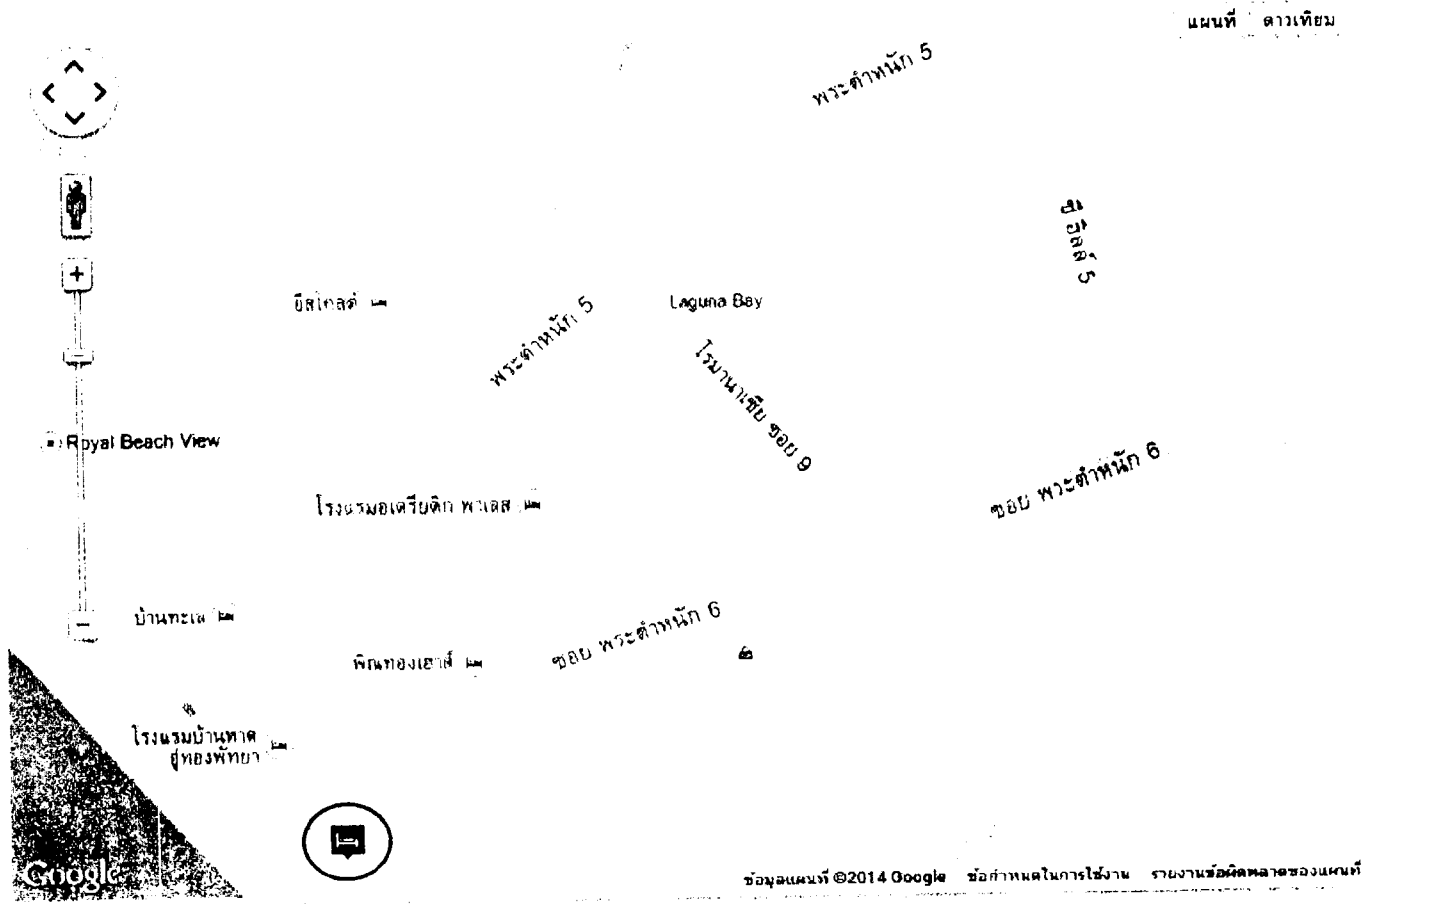 แผนที่ ดาวเทียม
พระตำหนัก 5
ซีฮิลล์ 5
+
อีสไทลด์
พระตำหนัก 5
Laguna Bay
โรมานาเซีย ซอย 9
Royal Beach View
ซอย พระตำหนัก 6
โรงแรมอเดรียติก พาเลส
บ้านทะเล
ซอย พระตำหนัก 6
พิณทองเฮาส์
โรงแรมบ้านหาด
อู่ทองพัทยา
Google
ข้อมูลแผนที่ ©2014 Google ข้อกำหนดในการใช้งาน รายงานข้อผิดพลาดของแผนที่